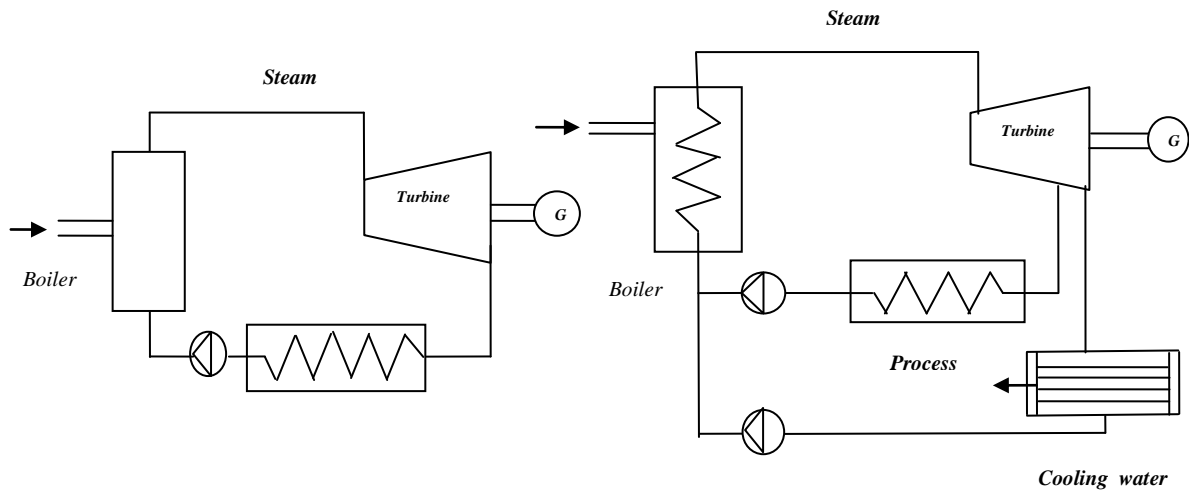 Steam
Turbine
G
Boiler
Steam
Turbine
G
Boiler
Process
Cooling water